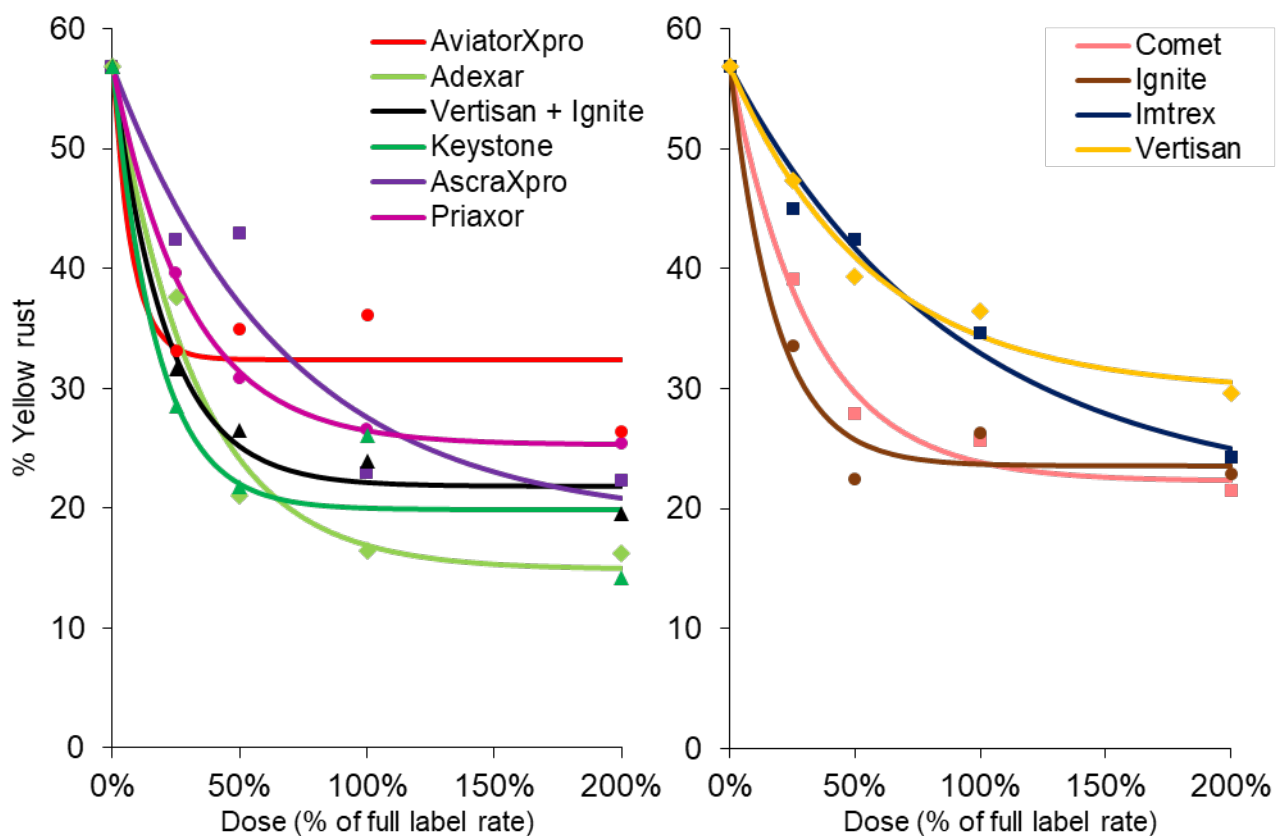 60
50
40
30
20
10
0
% Yellow rust
AviatorXpro
Adexar
Vertisan + Ignite
Keystone
AscraXpro
Priaxor
0%
50%
100%
150%
200%
Dose (% of full label rate)
60
50
40
30
20
10
0
Comet
Ignite
Imtrex
Vertisan
0%
50%
100%
150%
200%
Dose (% of full label rate)